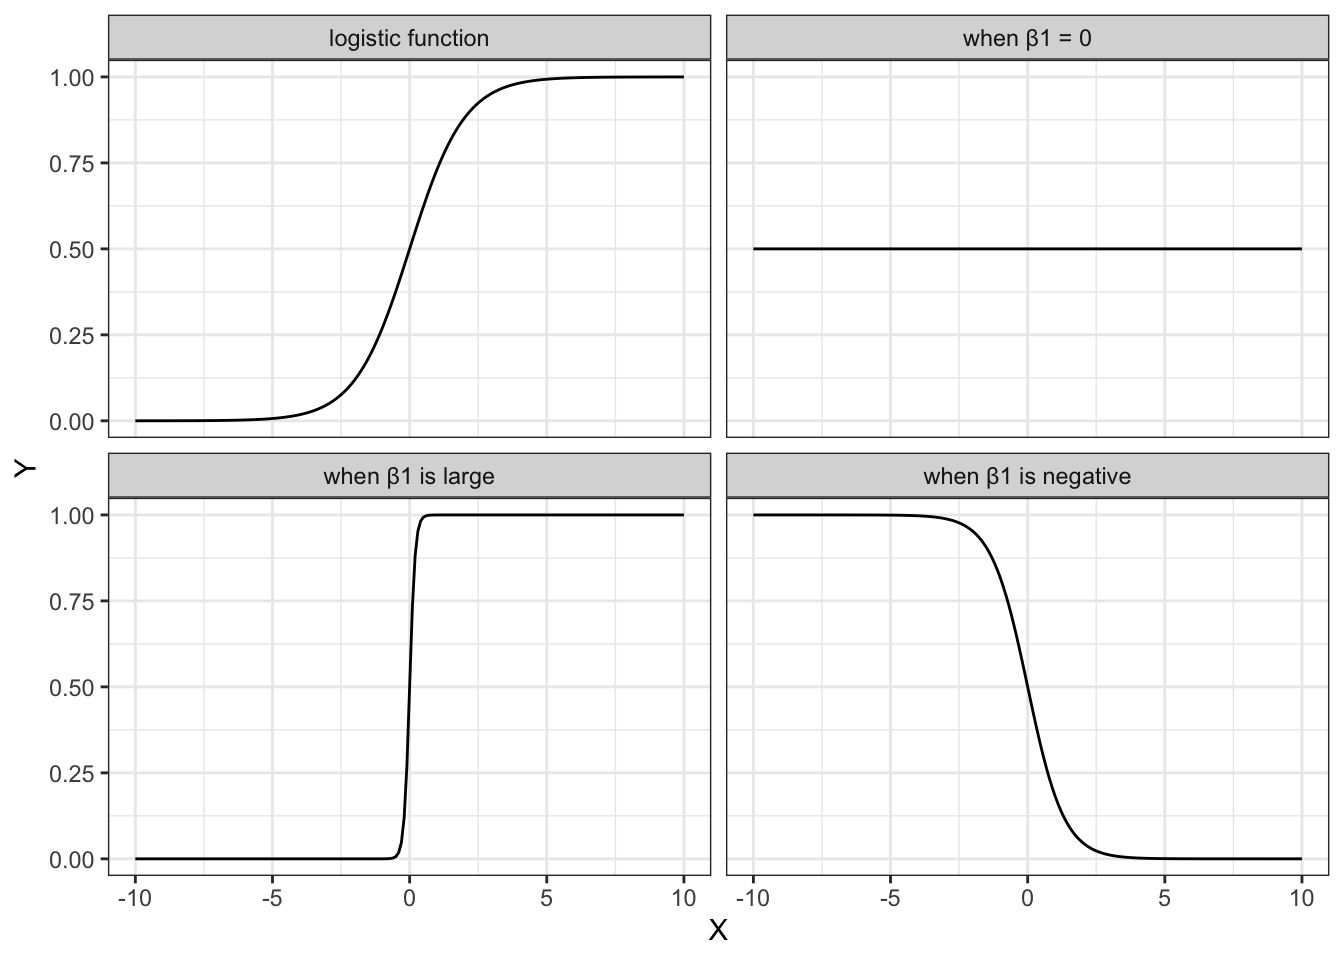 logistic function
when β1 = 0
1.00
0.75
0.50
0.25
0.00
Y
when β1 is large
when β1 is negative
1.00
0.75
0.50
0.25
0.00
-10 -5 0 5 10 -10 -5 0 5 10
X